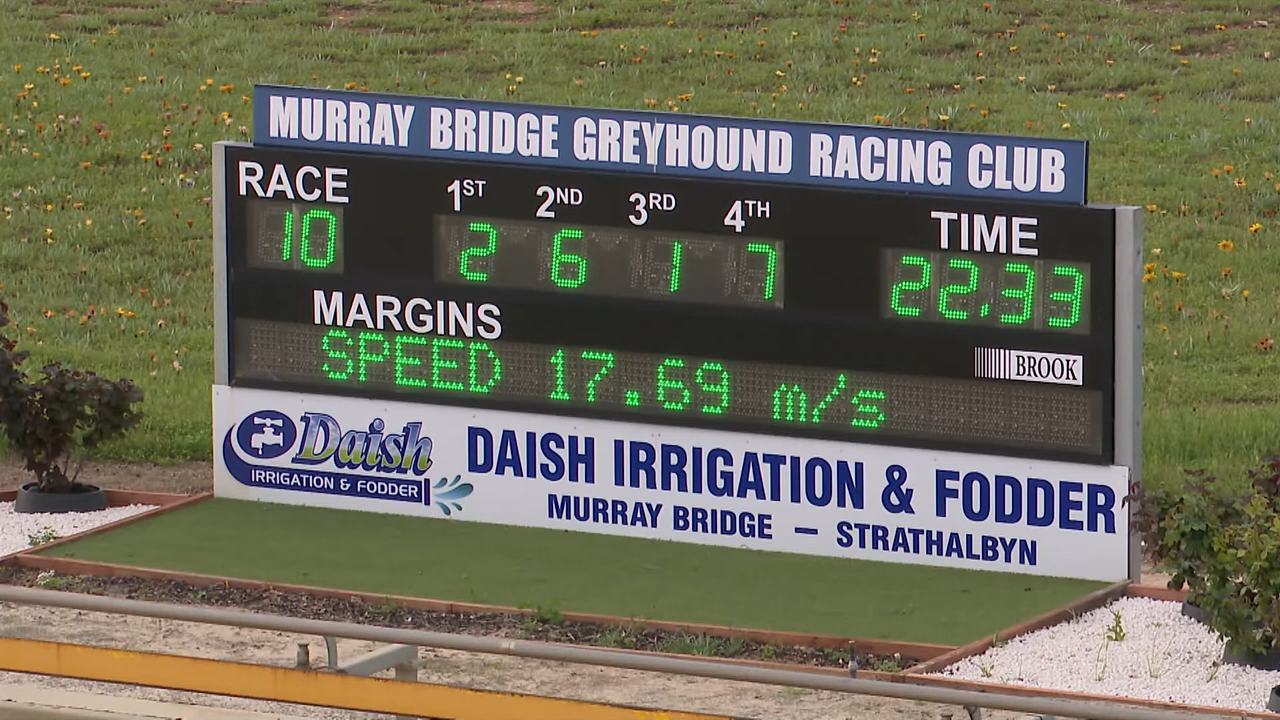 MURRAY BRIDGE GREYHOUND RACING CLUB
RACE 1ST 2ND 3RD 4TH TIME
10 2 6 1 7 22.33
MARGINS
SPEED 17.69 m/s
BROOK
Daish
IRRIGATION & FODDER
DAISH IRRIGATION & FODDER
MURRAY BRIDGE – STRATHALBYN